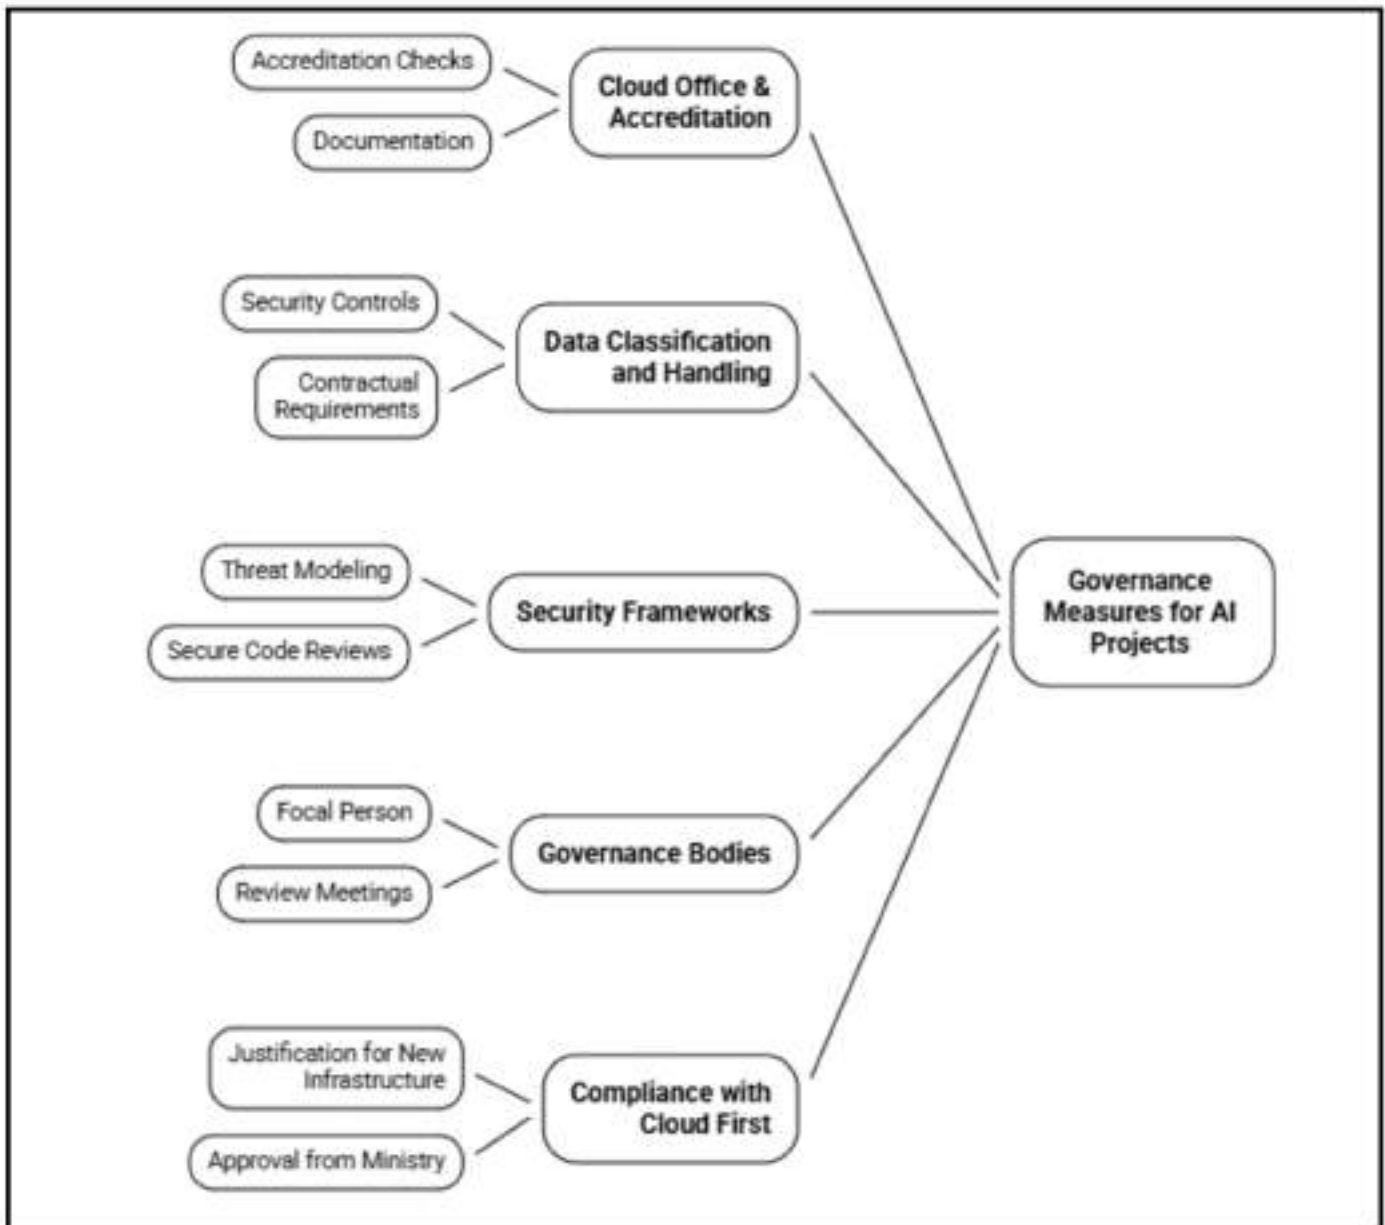 Accreditation Checks
Documentation
Cloud Office &
Accreditation
Security Controls
Contractual
Requirements
Data Classification
and Handling
Threat Modeling
Secure Code Reviews
Security Frameworks
Governance
Measures for AI
Projects
Focal Person
Review Meetings
Governance Bodies
Justification for New
Infrastructure
Approval from Ministry
Compliance with
Cloud First